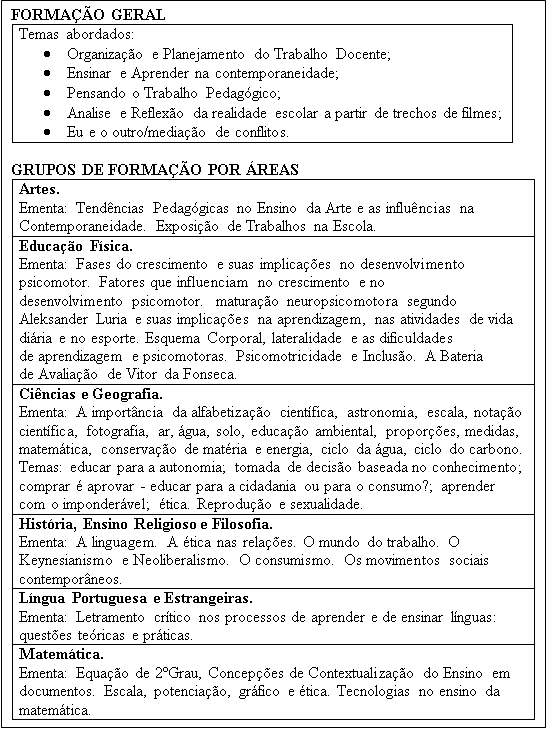 FORMAÇÃO GERAL
Temas abordados:
• Organização e Planejamento do Trabalho Docente;
• Ensinar e Aprender na contemporaneidade;
• Pensando o Trabalho Pedagógico;
• Analise e Reflexão da realidade escolar a partir de trechos de filmes;
• Eu e o outro/mediação de conflitos.
GRUPOS DE FORMAÇÃO POR ÁREAS
Artes.
Ementa: Tendências Pedagógicas no Ensino da Arte e as influências na
Contemporaneidade. Exposição de Trabalhos na Escola.
Educação Física.
Ementa: Fases do crescimento e suas implicações no desenvolvimento
psicomotor. Fatores que influenciam no crescimento e no
desenvolvimento psicomotor. maturação neuropsicomotora segundo
Aleksander Luria e suas implicações na aprendizagem, nas atividades de vida
diária e no esporte. Esquema Corporal, lateralidade e as dificuldades
de aprendizagem e psicomotoras. Psicomotricidade e Inclusão. A Bateria
de Avaliação de Vitor da Fonseca.
Ciências e Geografia.
Ementa: A importância da alfabetização científica, astronomia, escala, notação
científica, fotografia, ar, água, solo, educação ambiental, proporções, medidas,
matemática, conservação de matéria e energia, ciclo da água, ciclo do carbono.
Temas: educar para a autonomia; tomada de decisão baseada no conhecimento;
comprar é aprovar - educar para a cidadania ou para o consumo?; aprender
com o imponderável; ética. Reprodução e sexualidade.
História, Ensino Religioso e Filosofia.
Ementa: A linguagem. A ética nas relações. O mundo do trabalho. O
Keynesianismo e Neoliberalismo. O consumismo. Os movimentos sociais
contemporâneos.
Língua Portuguesa e Estrangeiras.
Ementa: Letramento crítico nos processos de aprender e de ensinar línguas:
questões teóricas e práticas.
Matemática.
Ementa: Equação de 2ºGrau, Concepções de Contextualização do Ensino em
documentos. Escala, potenciação, gráfico e ética. Tecnologias no ensino da
matemática.